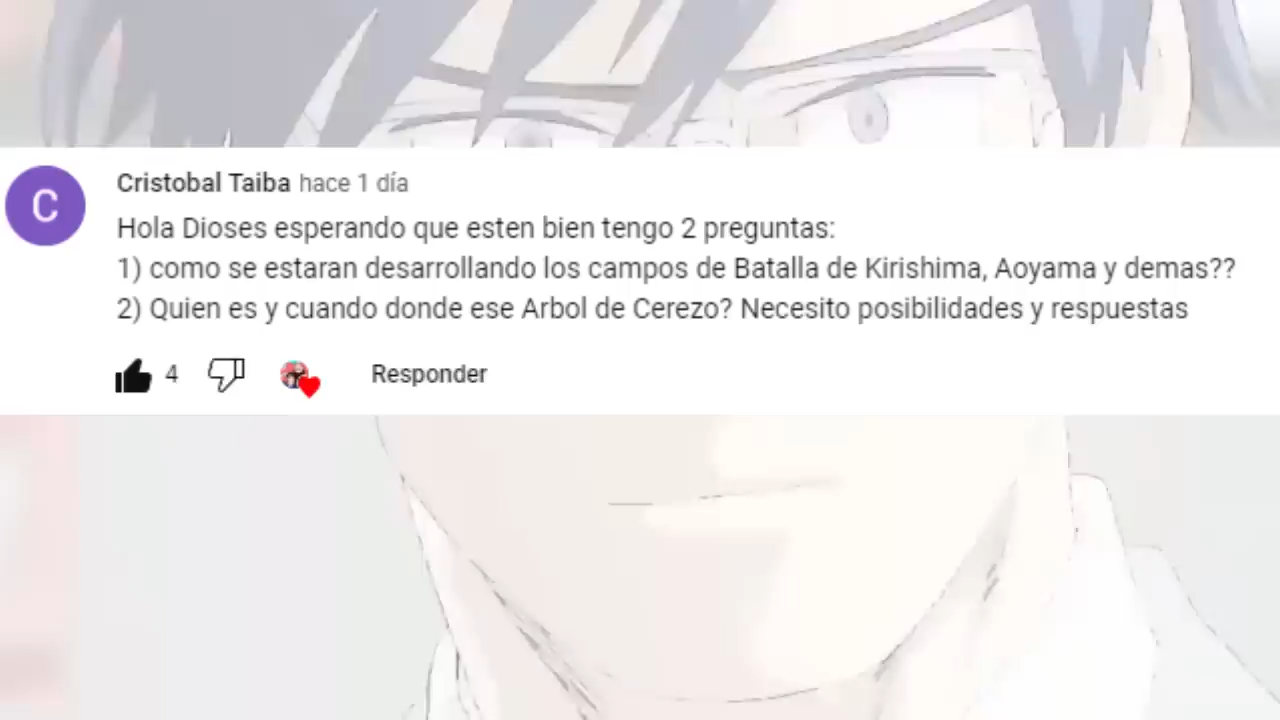 C
Cristobal Taiba hace 1 día
Hola Dioses esperando que esten bien tengo 2 preguntas:
1) como se estaran desarrollando los campos de Batalla de Kirishima, Aoyama y demas??
2) Quien es y cuando donde ese Arbol de Cerezo? Necesito posibilidades y respuestas
4 Responder